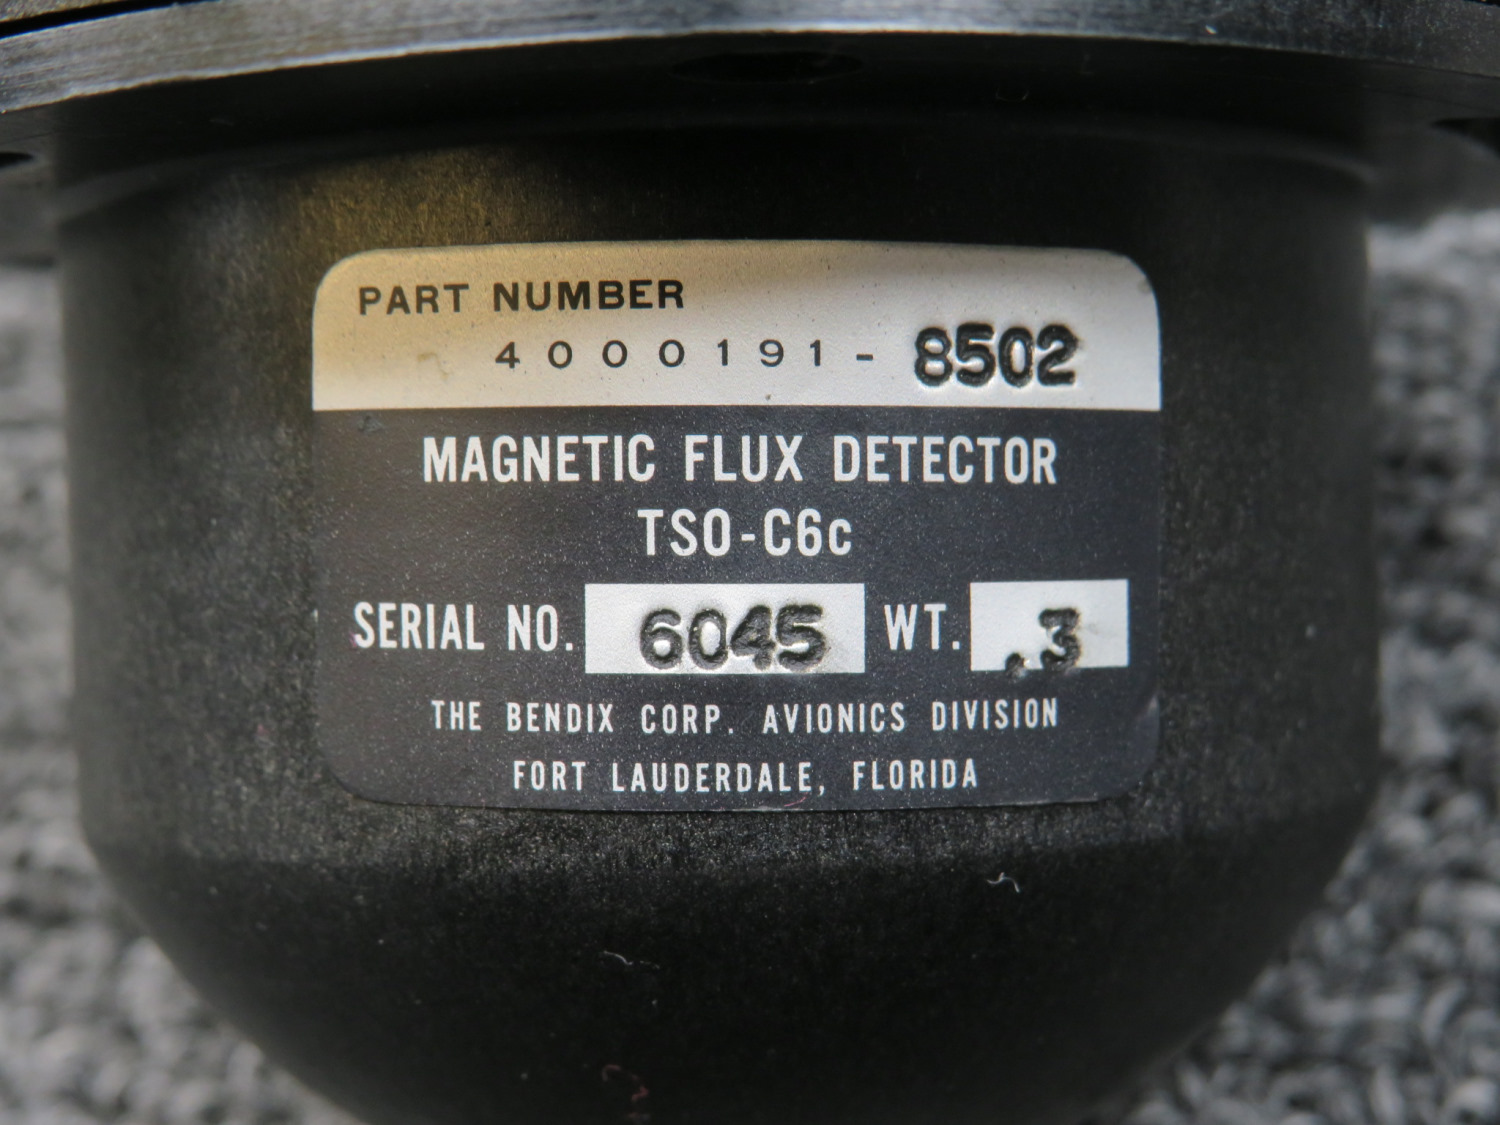 PART NUMBER
4000191-8502
MAGNETIC FLUX DETECTOR
TSO-C6c
SERIAL NO. 6045 WT. .3
THE BENDIX CORP. AVIONICS DIVISION
FORT LAUDERDALE, FLORIDA